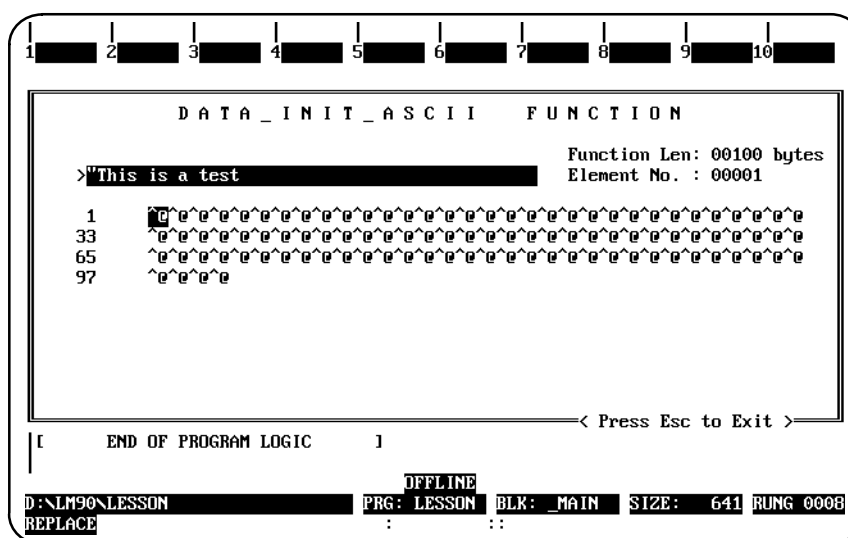 1 2 3 4 5 6 7 8 9 10
D A T A _ I N I T _ A S C I I   F U N C T I O N
Function Len: 00100 bytes
>"This is a test   Element No. : 00001
1 ^@^@^@^@^@^@^@^@^@^@^@^@^@^@^@^@^@^@^@^@^@^@^@^@^@^@^@^@^@^@^@^@
33 ^@^@^@^@^@^@^@^@^@^@^@^@^@^@^@^@^@^@^@^@^@^@^@^@^@^@^@^@^@^@^@^@
65 ^@^@^@^@^@^@^@^@^@^@^@^@^@^@^@^@^@^@^@^@^@^@^@^@^@^@^@^@^@^@^@^@
97 ^@^@^@^@
< Press Esc to Exit >
[ END OF PROGRAM LOGIC ]
OFFLINE
D:\LM90\LESSON PRG: LESSON BLK: _MAIN SIZE: 641 RUNG 0008
REPLACE : ::